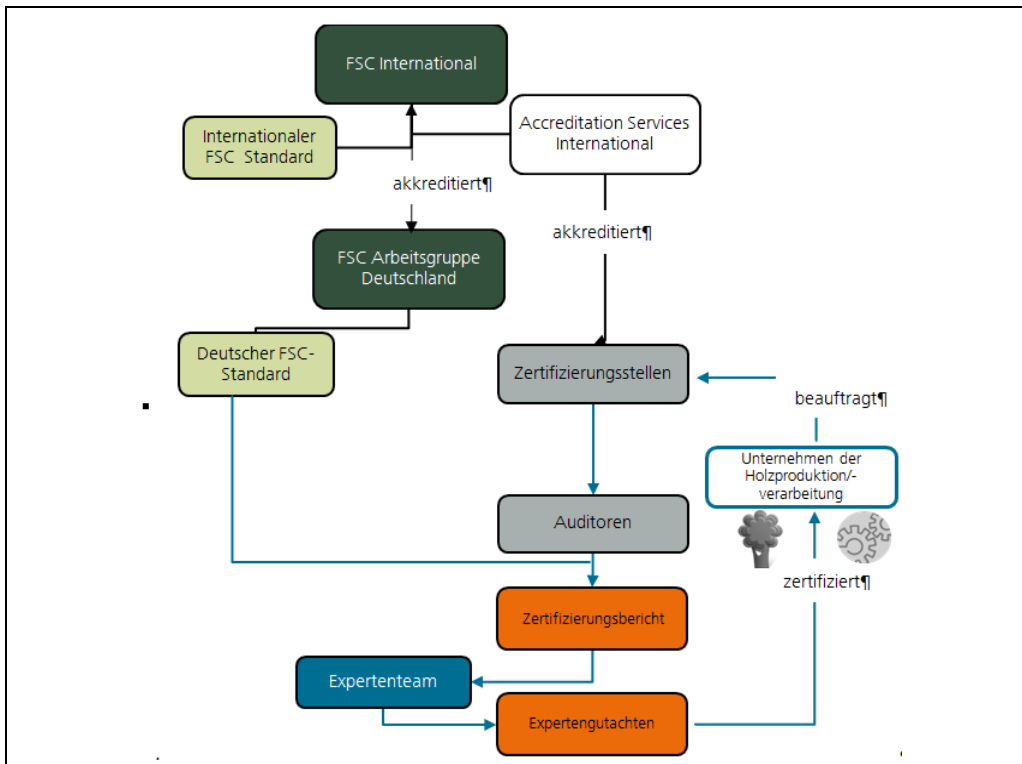 FSC International
Accreditation Services
International
Internationaler
FSC Standard
akkreditiert¶
akkreditiert¶
FSC Arbeitsgruppe
Deutschland
Deutscher FSC-
Standard
Zertifizierungsstellen
beauftragt¶
Unternehmen der
Holzproduktion/-
verarbeitung
Auditoren
zertifiziert¶
Zertifizierungsbericht
Expertenteam
Expertengutachten